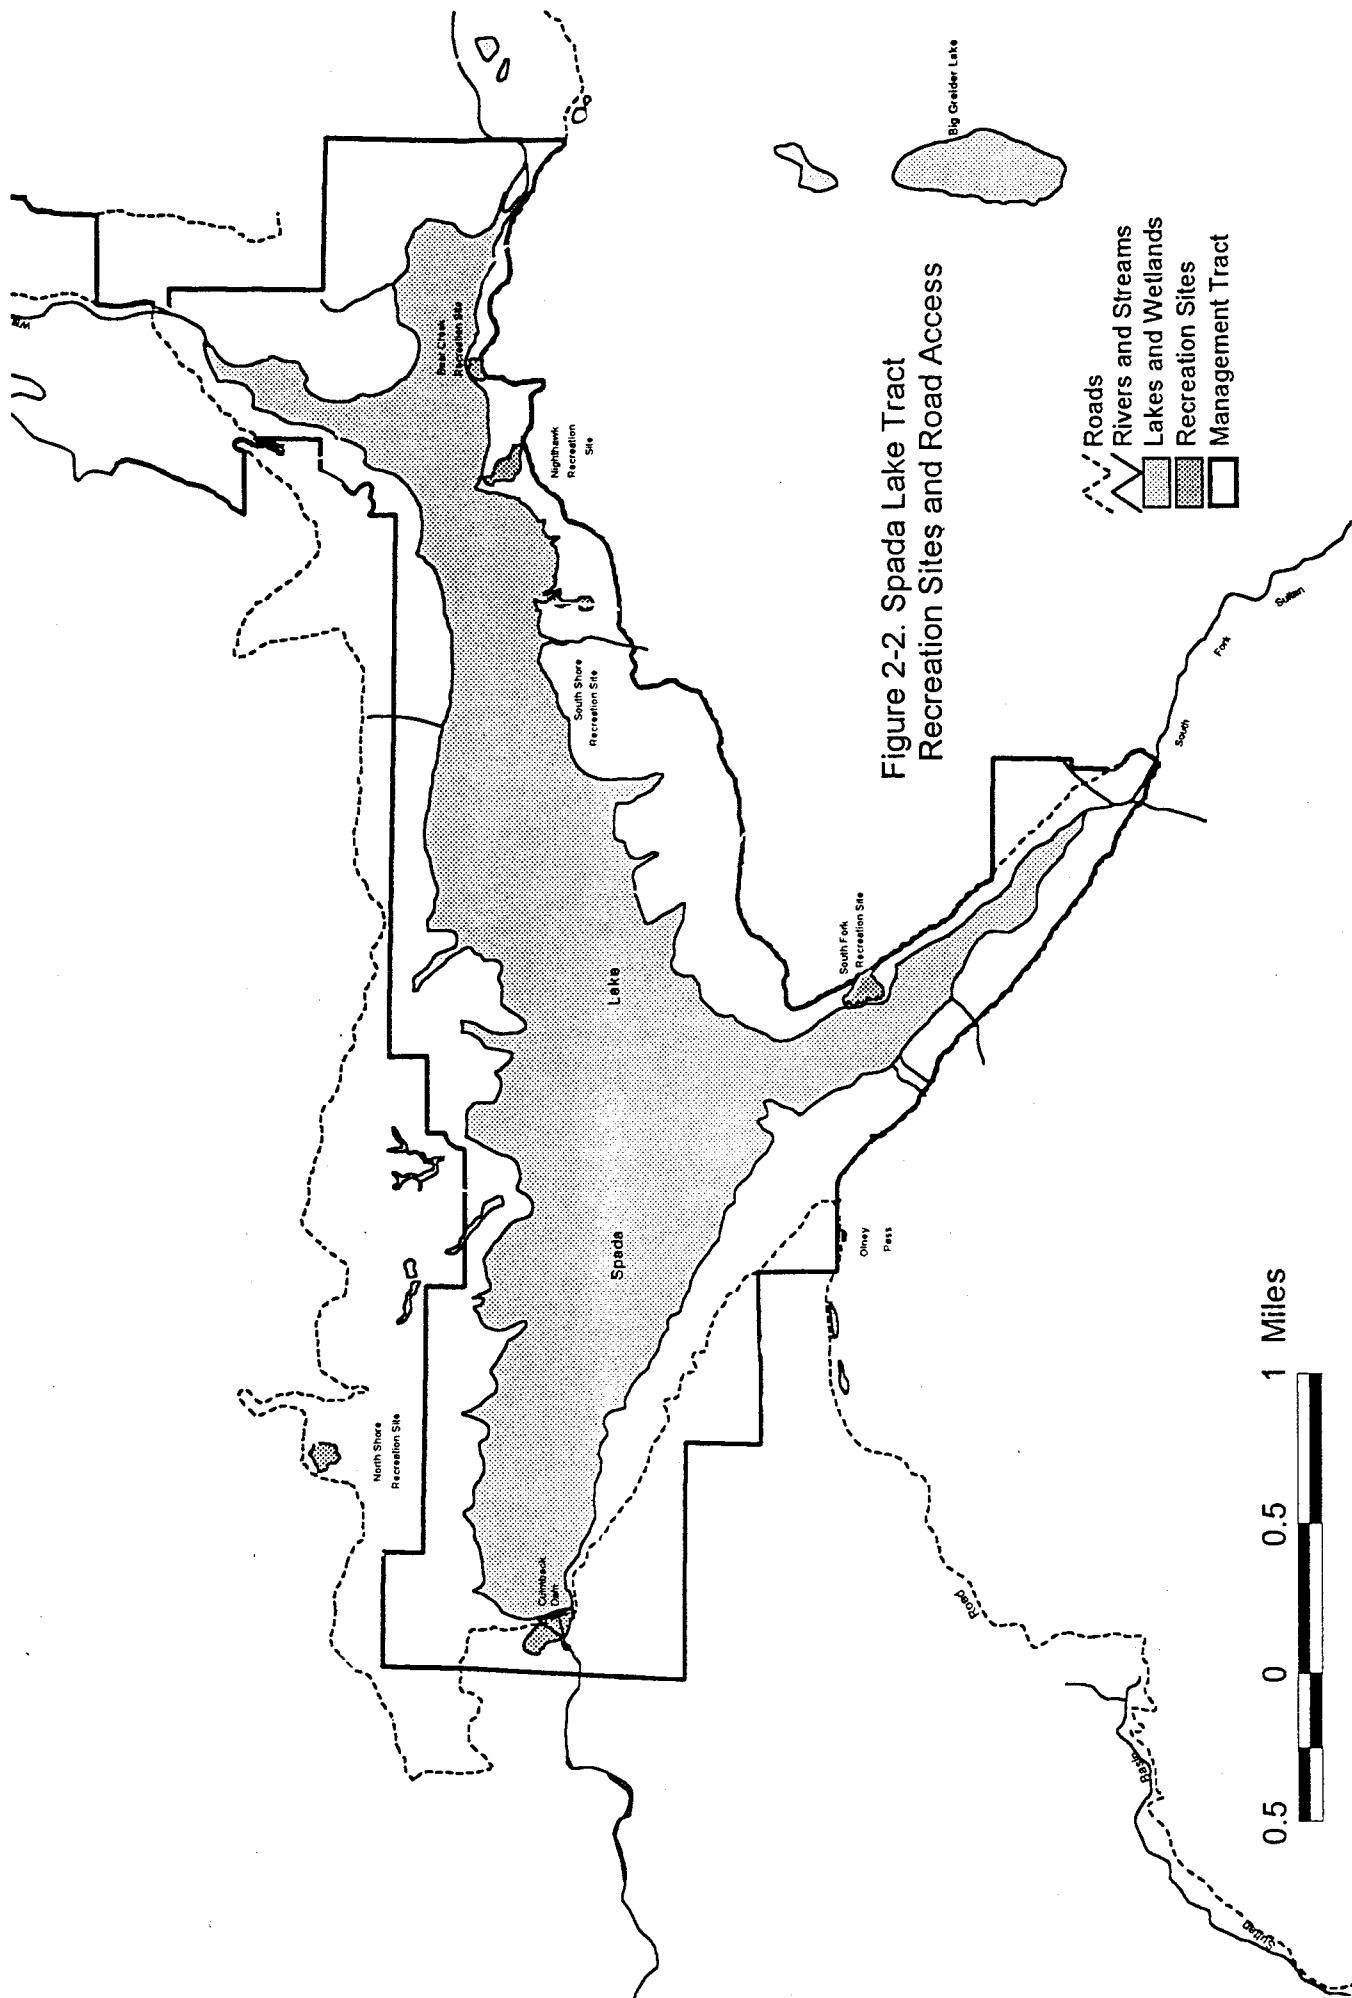 Big Greider Lake
Bear Creek
Recreation Site
Nighthawk
Recreation
Site
South Shore
Recreation Site
South Fork
Recreation Site
North Shore
Recreation Site
Spada
Lake
Culmback
Dam
Olney
Pass
South
Fork
Sultan
Sultan
Basin
Road
Figure 2-2. Spada Lake Tract
Recreation Sites and Road Access
Roads
Rivers and Streams
Lakes and Wetlands
Recreation Sites
Management Tract
0.5 0 0.5 1 Miles